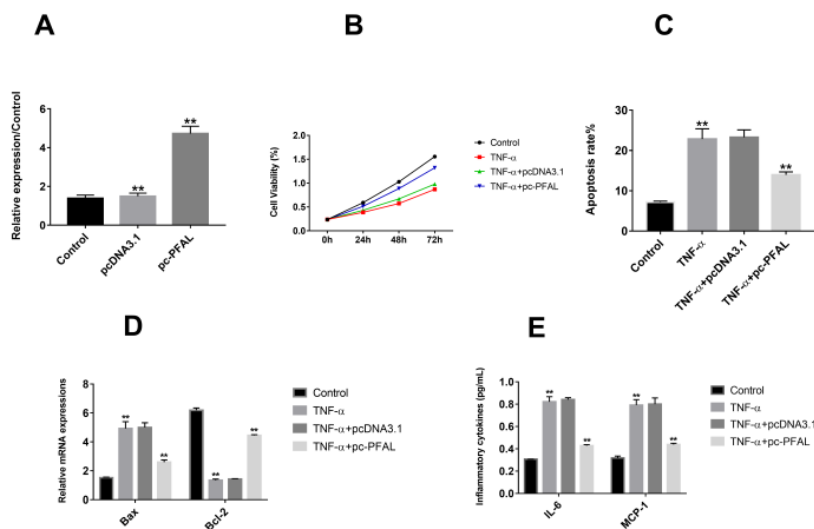 A
Relative expression/Control
6
4
2
0
**
**
Control
pcDNA3.1
pc-PFAL
B
Cell Viability (%)
2.0
1.5
1.0
0.5
0.0
0h
24h
48h
72h
Control
TNF-α
TNF-α+pcDNA3.1
TNF-α+pc-PFAL
C
Apoptosis rate%
30
20
10
0
**
**
Control
TNF-α
TNF-α+pcDNA3.1
TNF-α+pc-PFAL
D
Relative mRNA expressions
8
6
4
2
0
**
**
**
**
Bax
Bcl-2
Control
TNF-α
TNF-α+pcDNA3.1
TNF-α+pc-PFAL
E
Inflammatory cytokines (pg/mL)
1.0
0.8
0.6
0.4
0.2
0.0
**
**
**
**
IL-6
MCP-1
Control
TNF-α
TNF-α+pcDNA3.1
TNF-α+pc-PFAL